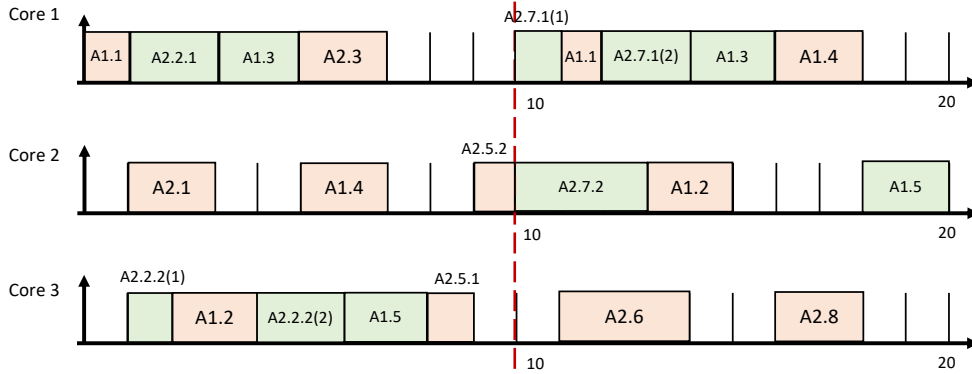 A2.7.1(1)
Core 1
A1.1 A2.2.1 A1.3 A2.3 A1.1 A2.7.1(2) A1.3 A1.4
10 20
Core 2 A2.5.2
A2.1 A1.4 A2.7.2 A1.2 A1.5
10 20
A2.2.2(1) A2.5.1
Core 3
A1.2 A2.2.2(2) A1.5 A2.6 A2.8
10 20